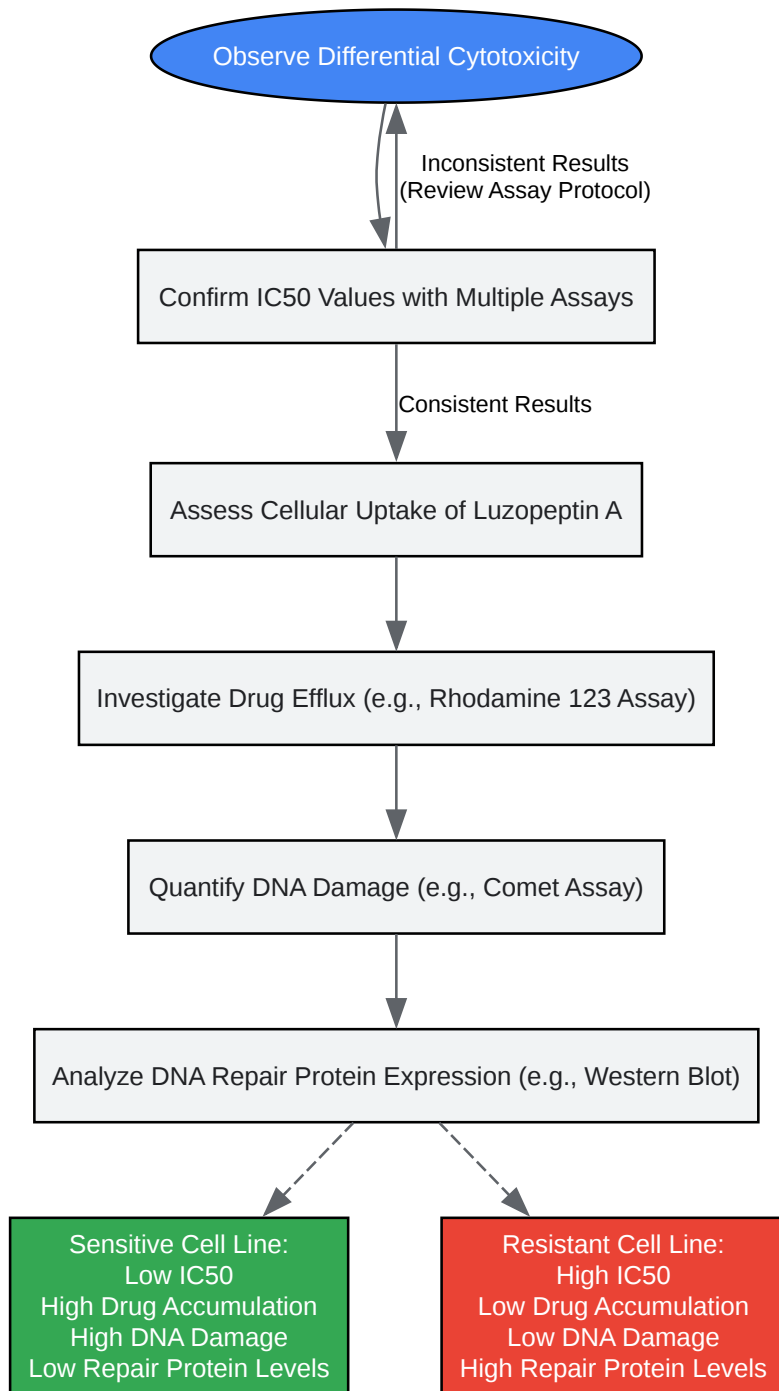 Observe Differential Cytotoxicity
Inconsistent Results
(Review Assay Protocol)
Confirm IC50 Values with Multiple Assays
Consistent Results
Assess Cellular Uptake of Luzopeptin A
Investigate Drug Efflux (e.g., Rhodamine 123 Assay)
Quantify DNA Damage (e.g., Comet Assay)
Analyze DNA Repair Protein Expression (e.g., Western Blot)
Sensitive Cell Line:
Low IC50
High Drug Accumulation
High DNA Damage
Low Repair Protein Levels
Resistant Cell Line:
High IC50
Low Drug Accumulation
Low DNA Damage
High Repair Protein Levels